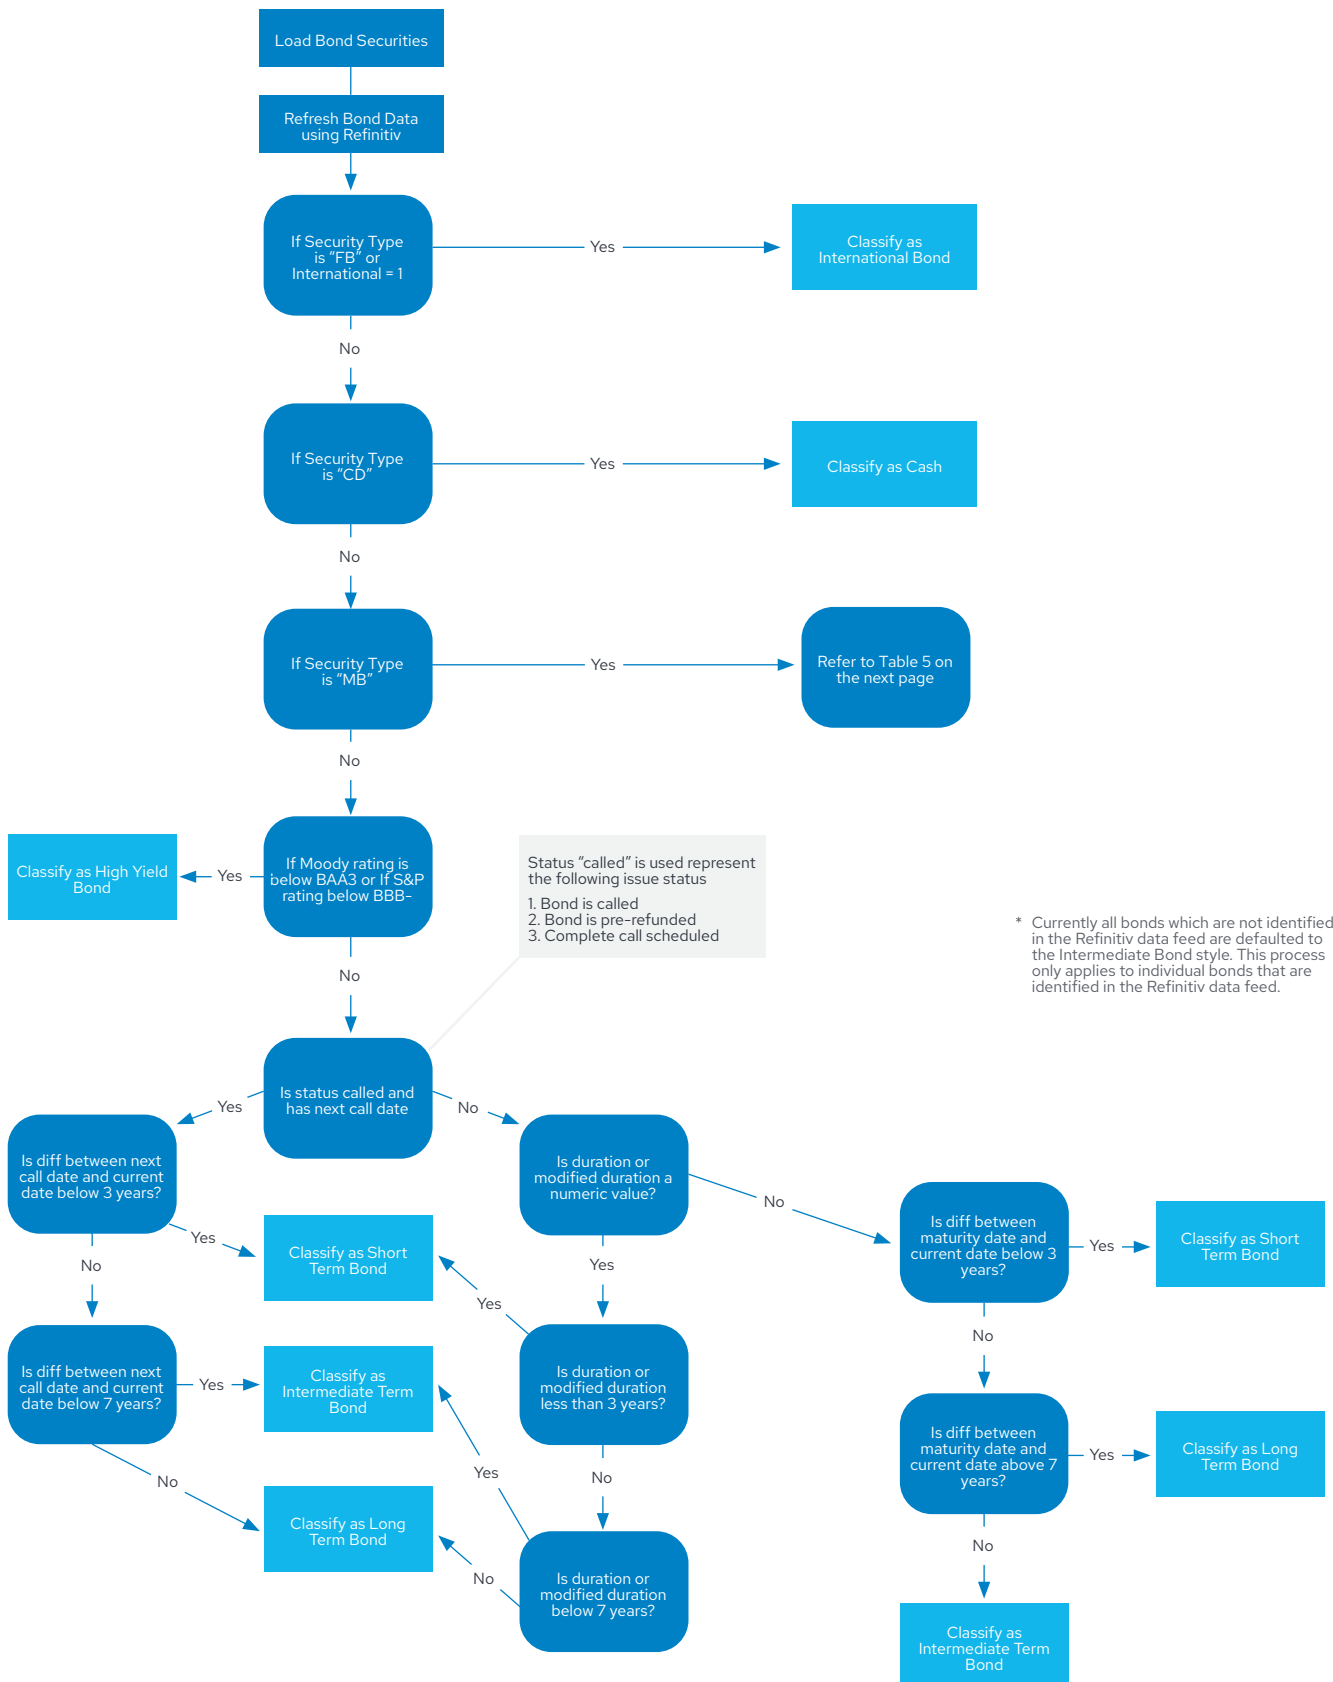 Load Bond Securities
Refresh Bond Data
using Refinitiv
If Security Type
is “FB” or
International = 1
Yes
Classify as
International Bond
No
If Security Type
is “CD”
Yes
Classify as Cash
No
If Security Type
is “MB”
Yes
Refer to Table 5 on
the next page
No
Classify as High Yield
Bond
Yes
If Moody rating is
below BAA3 or If S&P
rating below BBB-
Status “called” is used represent
the following issue status
1. Bond is called
2. Bond is pre-refunded
3. Complete call scheduled
* Currently all bonds which are not identified
in the Refinitiv data feed are defaulted to
the Intermediate Bond style. This process
only applies to individual bonds that are
identified in the Refinitiv data feed.
No
Is status called and
has next call date
Yes
No
Is diff between next
call date and current
date below 3 years?
Is duration or
modified duration a
numeric value?
No
Is diff between
maturity date and
current date below 3
years?
Yes
Classify as Short
Term Bond
Yes
Classify as Short
Term Bond
No
Yes
Yes
No
Is diff between next
call date and current
date below 7 years?
Yes
Classify as
Intermediate Term
Bond
Is duration or
modified duration
less than 3 years?
Is diff between
maturity date and
current date above 7
years?
Yes
Classify as Long
Term Bond
No
Yes
No
Classify as Long
Term Bond
No
Is duration or
modified duration
below 7 years?
No
Classify as
Intermediate Term
Bond